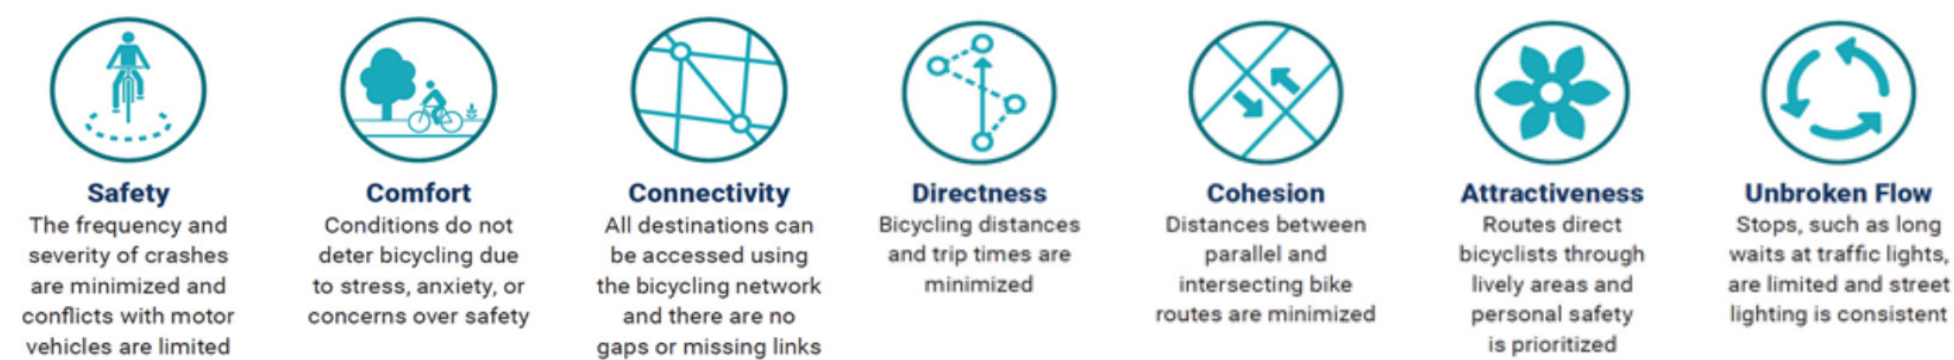 Safety
The frequency and
severity of crashes
are minimized and
conflicts with motor
vehicles are limited
Comfort
Conditions do not
deter bicycling due
to stress, anxiety, or
concerns over safety
Connectivity
All destinations can
be accessed using
the bicycling network
and there are no
gaps or missing links
Directness
Bicycling distances
and trip times are
minimized
Cohesion
Distances between
parallel and
intersecting bike
routes are minimized
Attractiveness
Routes direct
bicyclists through
lively areas and
personal safety
is prioritized
Unbroken Flow
Stops, such as long
waits at traffic lights,
are limited and street
lighting is consistent